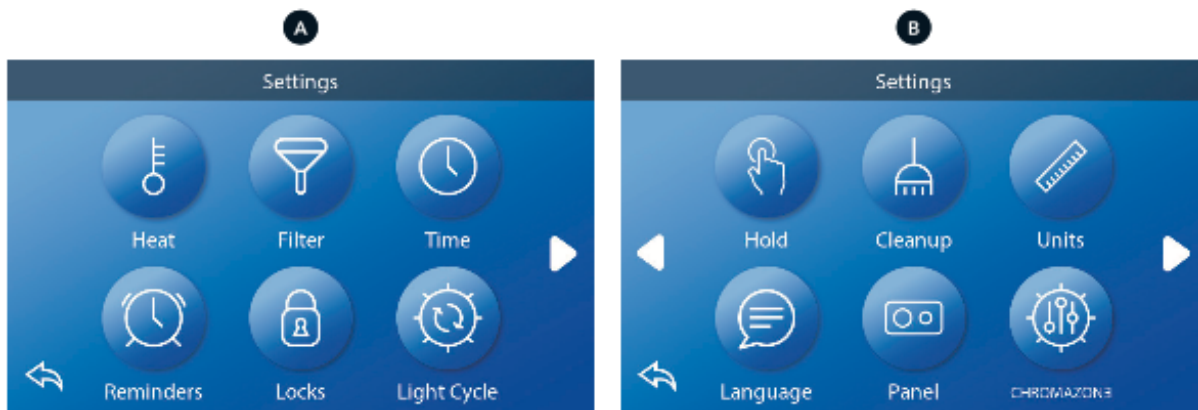 A
B
Settings
Heat Filter Time
Reminders Locks Light Cycle
Settings
Hold Cleanup Units
Language Panel CHROMAZONE